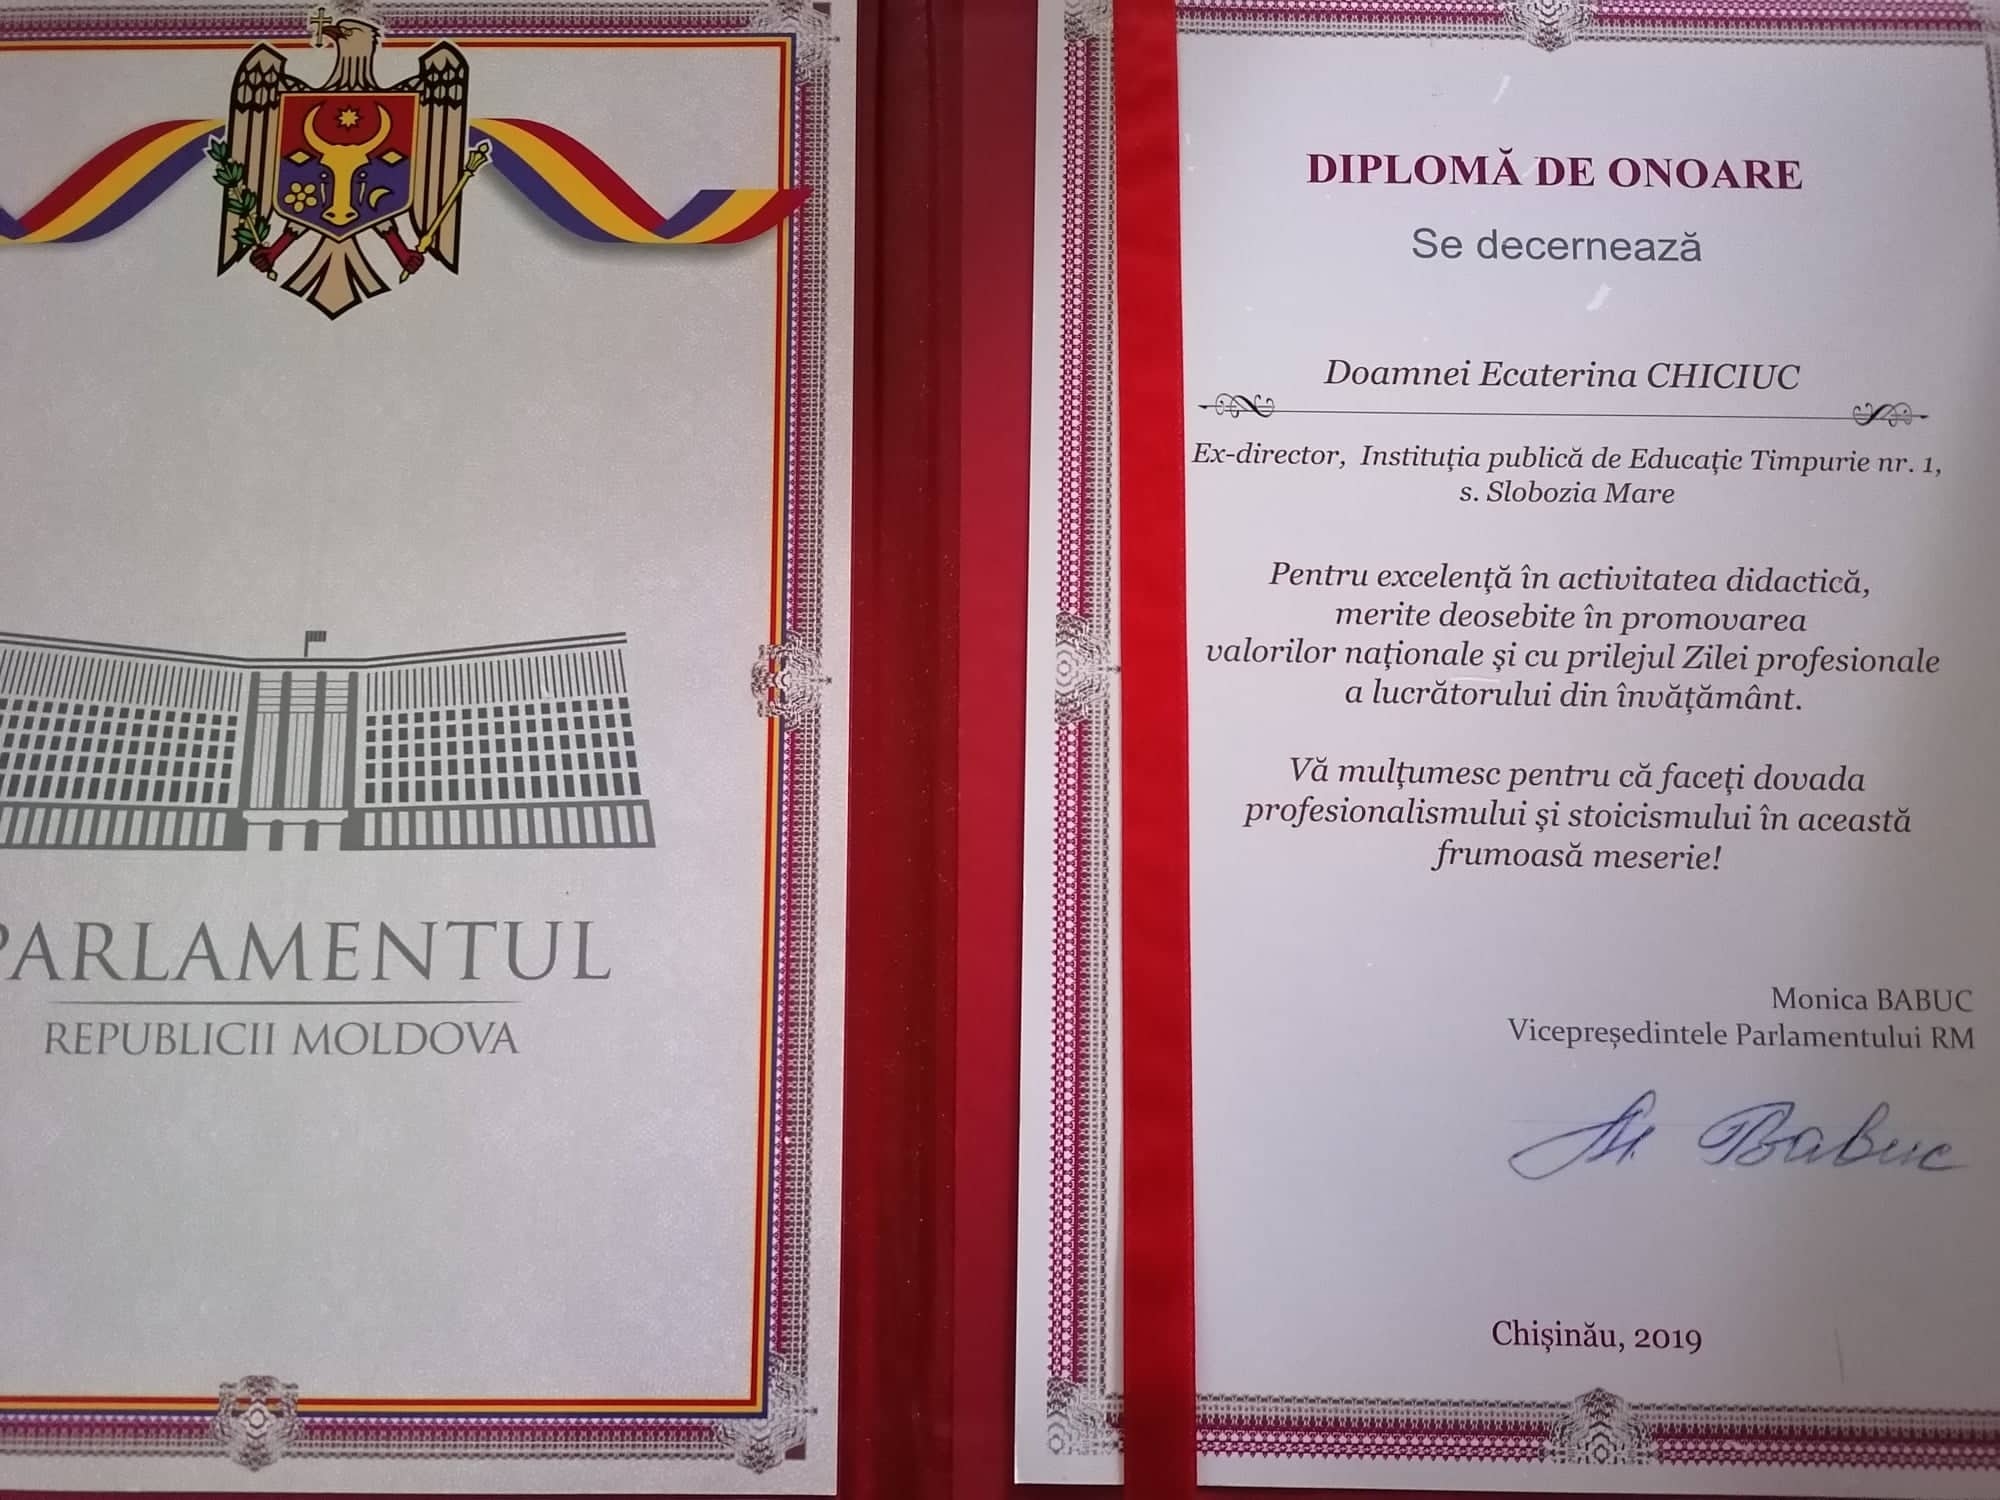 PARLAMENTUL
REPUBLICII MOLDOVA
DIPLOMĂ DE ONOARE
Se decernează
Doamnei Ecaterina CHICIUC
Ex-director, Instituția publică de Educație Timpurie nr. 1,
s. Slobozia Mare
Pentru excelență în activitatea didactică,
merite deosebite în promovarea
valorilor naționale și cu prilejul Zilei profesionale
a lucrătorului din învățământ.
Vă mulțumesc pentru că faceți dovada
profesionalismului și stoicismului în această
frumoasă meserie!
Monica BABUC
Vicepreședintele Parlamentului RM
M. Babuc
Chișinău, 2019